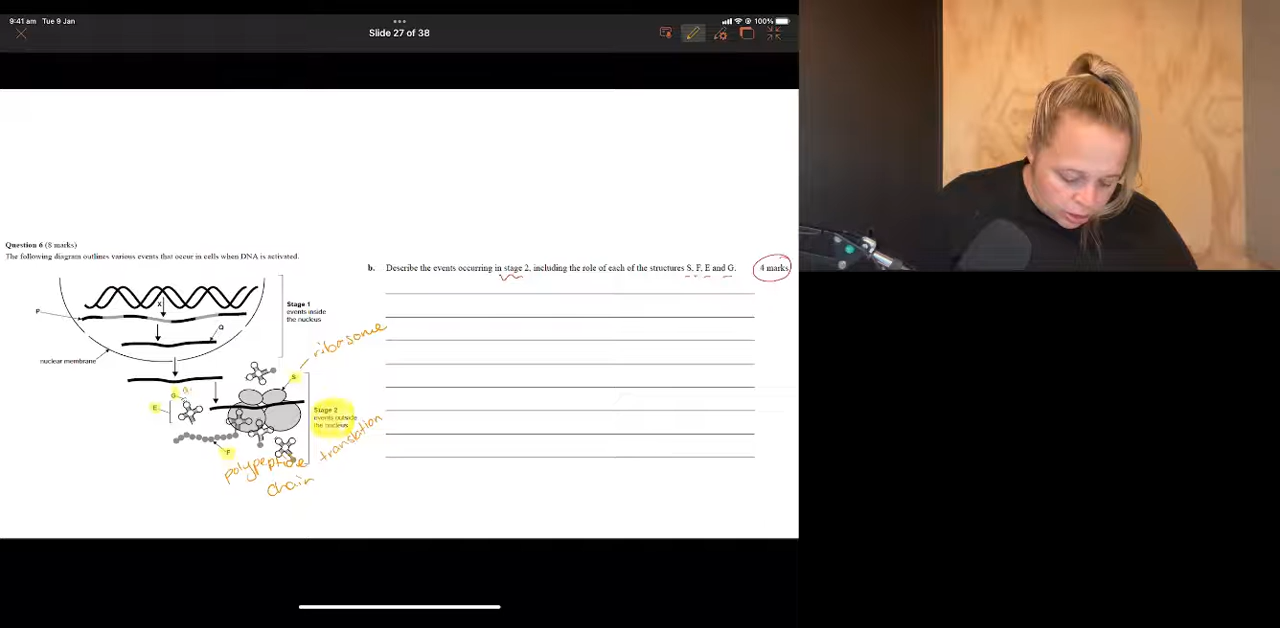 9:41 am Tue 9 Jan
100%
Slide 27 of 38
Question 6 (8 marks)
The following diagram outlines various events that occur in cells when DNA is activated.
b. Describe the events occurring in stage 2, including the role of each of the structures S, F, E and G. 4 marks
X
Stage 1
events inside
the nucleus
P
Q
nuclear membrane
ribosome
S
G
E
Stage 2
events outside
the nucleus
translation
F
polypeptide
chain